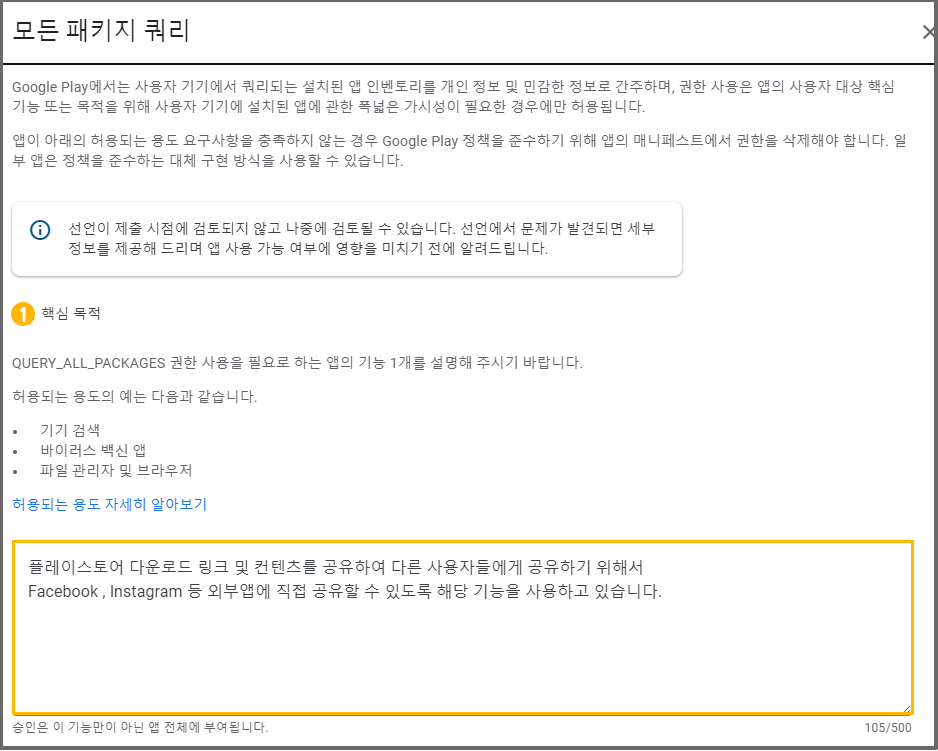 모든 패키지 쿼리
Google Play에서는 사용자 기기에서 쿼리되는 설치된 앱 인벤토리를 개인 정보 및 민감한 정보로 간주하며, 권한 사용은 앱의 사용자 대상 핵심
기능 또는 목적을 위해 사용자 기기에 설치된 앱에 관한 폭넓은 가시성이 필요한 경우에만 허용됩니다.
앱이 아래의 허용되는 용도 요구사항을 충족하지 않는 경우 Google Play 정책을 준수하기 위해 앱의 매니페스트에서 권한을 삭제해야 합니다. 일
부 앱은 정책을 준수하는 대체 구현 방식을 사용할 수 있습니다.
선언이 제출 시점에 검토되지 않고 나중에 검토될 수 있습니다. 선언에서 문제가 발견되면 세부
정보를 제공해 드리며 앱 사용 가능 여부에 영향을 미치기 전에 알려드립니다.
1 핵심 목적
QUERY_ALL_PACKAGES 권한 사용을 필요로 하는 앱의 기능 1개를 설명해 주시기 바랍니다.
허용되는 용도의 예는 다음과 같습니다.
• 기기 검색
• 바이러스 백신 앱
• 파일 관리자 및 브라우저
허용되는 용도 자세히 알아보기
플레이스토어 다운로드 링크 및 컨텐츠를 공유하여 다른 사용자들에게 공유하기 위해서
Facebook , Instagram 등 외부앱에 직접 공유할 수 있도록 해당 기능을 사용하고 있습니다.
승인은 이 기능만이 아닌 앱 전체에 부여됩니다.
105/500